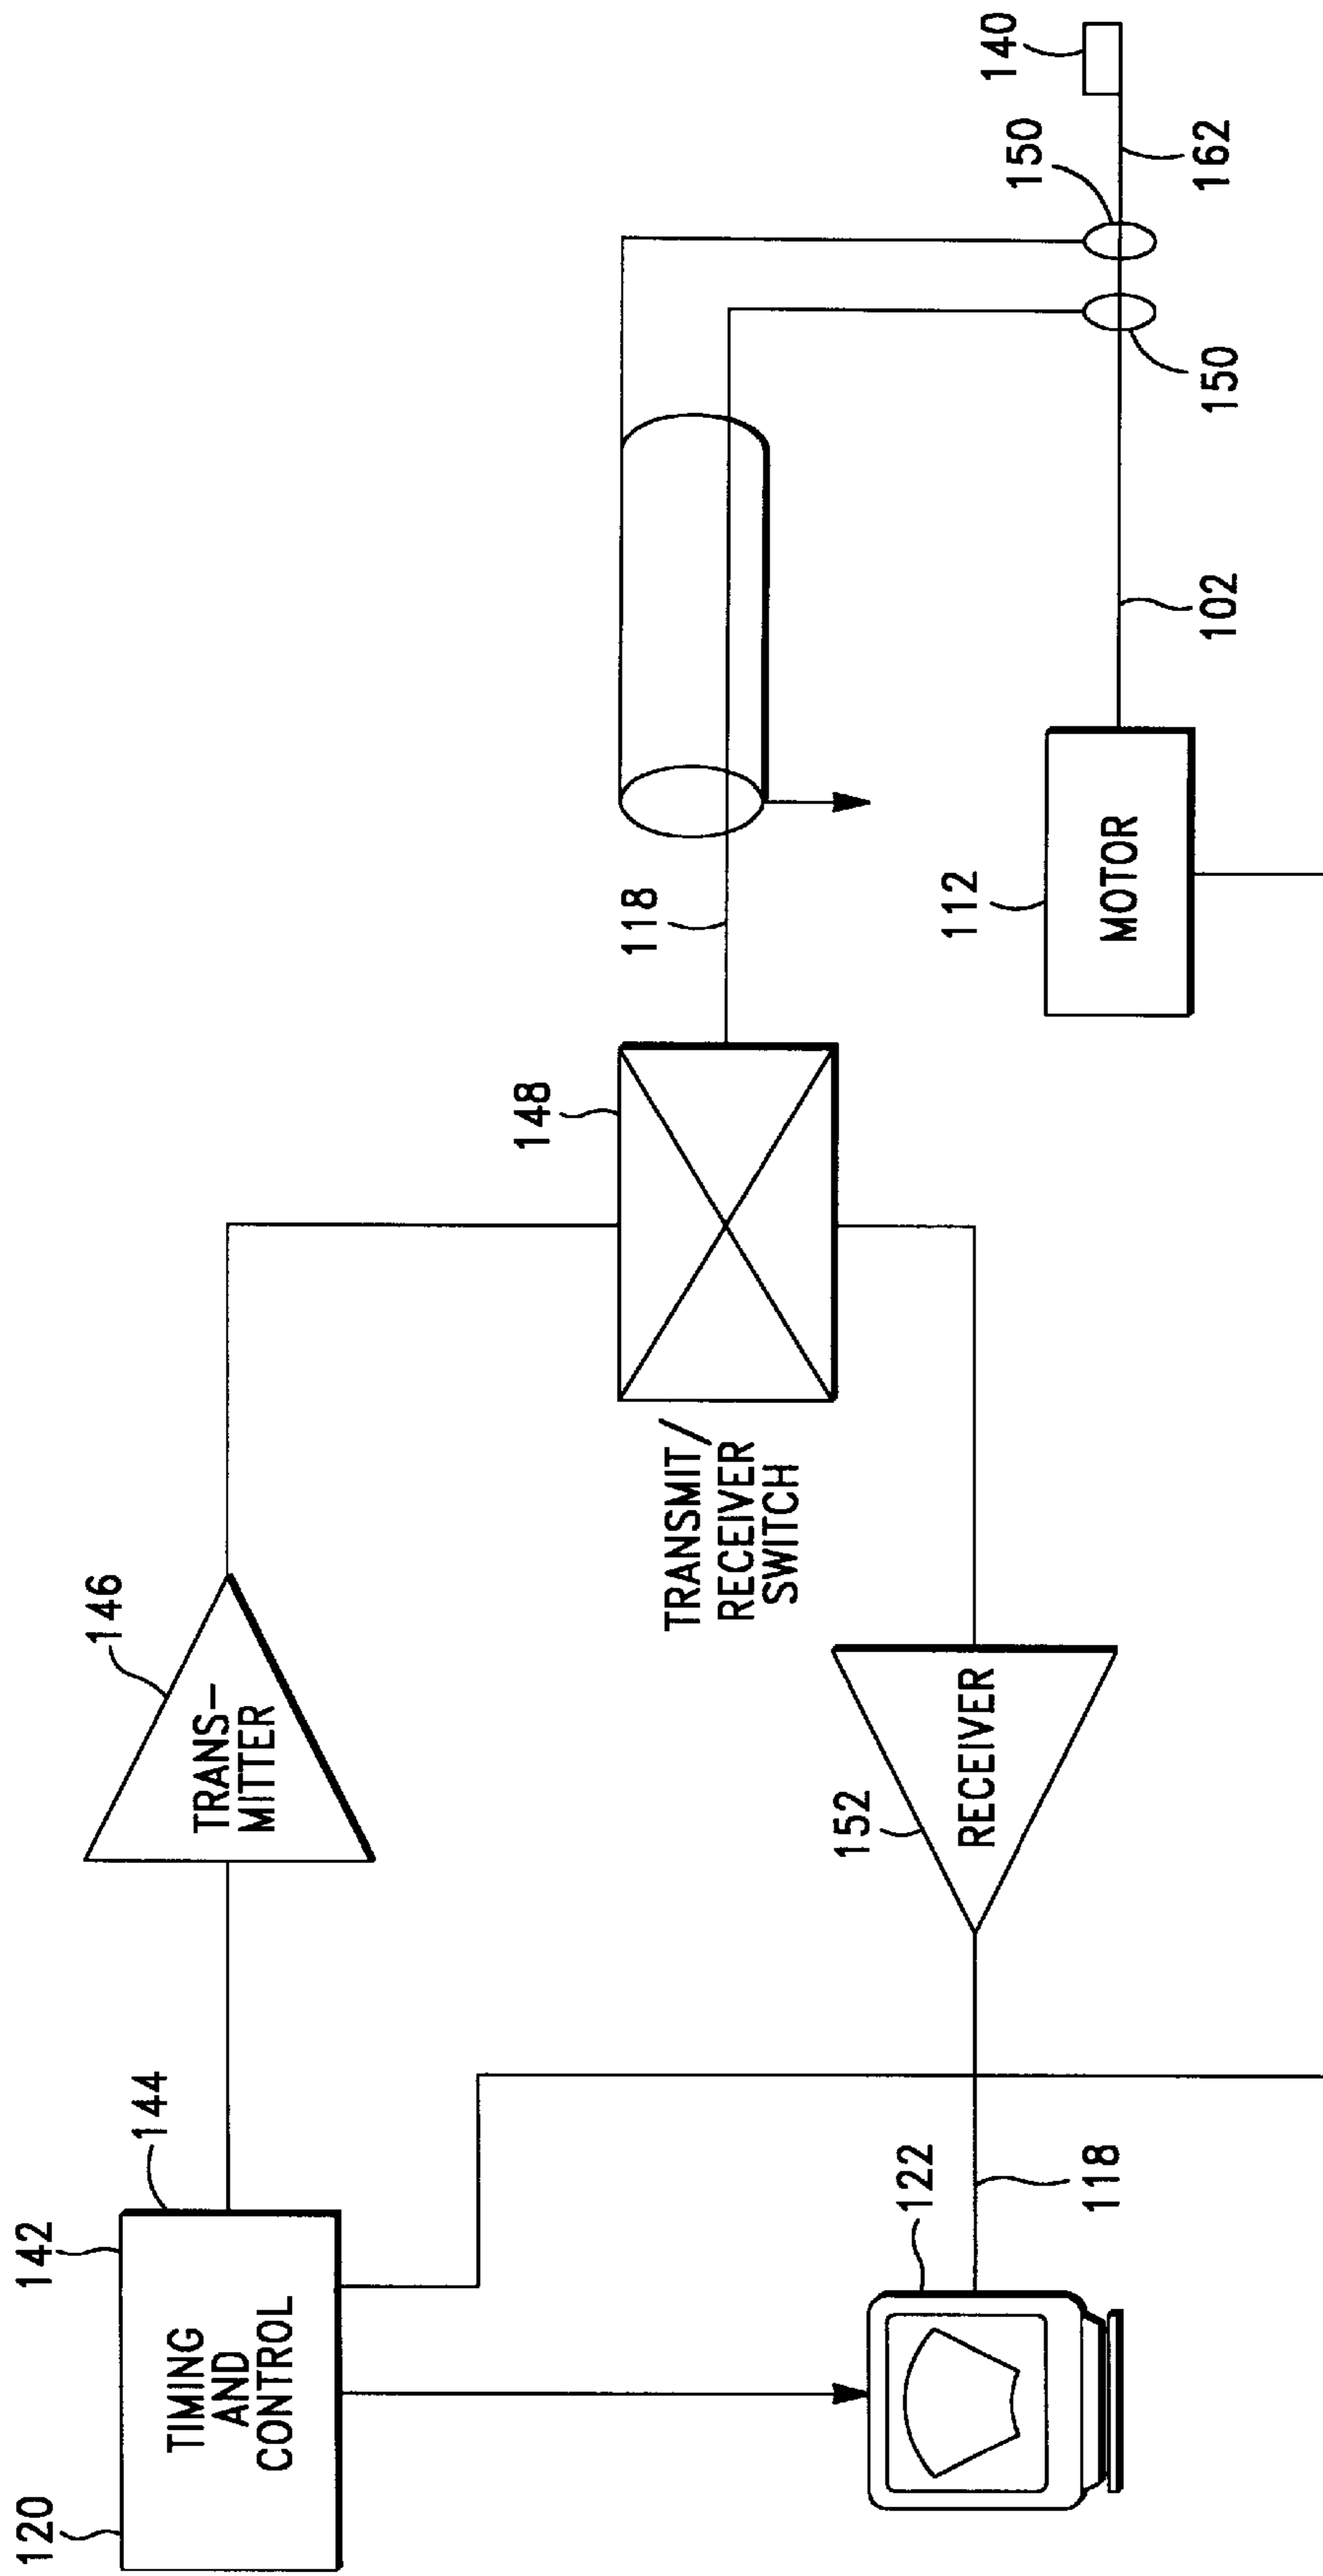 120
142
144
TIMING
AND
CONTROL
146
TRANS-
MITTER
148
TRANSMIT/
RECEIVER
SWITCH
118
150
140
150
162
102
112
MOTOR
152
RECEIVER
122
118